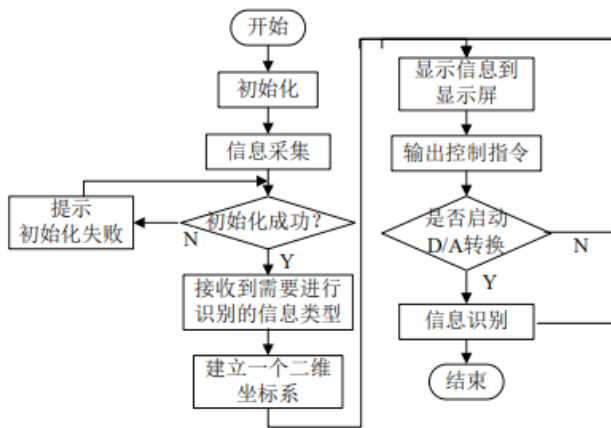 开始
初始化
信息采集
提示
初始化失败
N
初始化成功？
Y
接收到需要进行
识别的信息类型
建立一个二维
坐标系
显示信息到
显示屏
输出控制指令
是否启动
D/A转换
N
Y
信息识别
结束